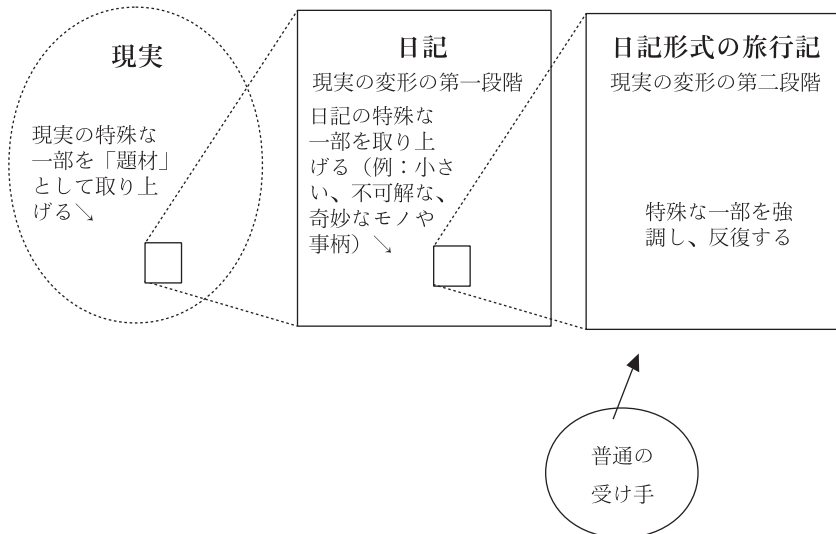 現実
現実の特殊な
一部を「題材」
として取り上
げる↘
日記
現実の変形の第一段階
日記の特殊な
一部を取り上
げる（例：小さ
い、不可解な、
奇妙なモノや
事柄）↘
日記形式の旅行記
現実の変形の第二段階
特殊な一部を強
調し、反復する
普通の
受け手